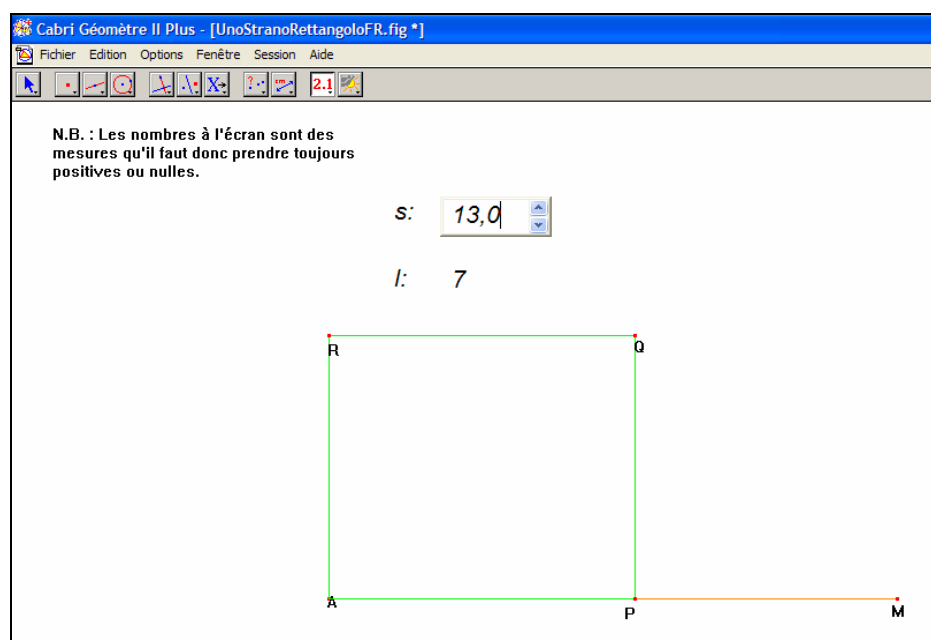 Cabri Géomètre II Plus - [UnoStranoRettangoloFR.fig *]
Fichier Edition Options Fenêtre Session Aide
2.1
N.B. : Les nombres à l'écran sont des
mesures qu'il faut donc prendre toujours
positives ou nulles.
s: 13,0
l: 7
R Q
A P M